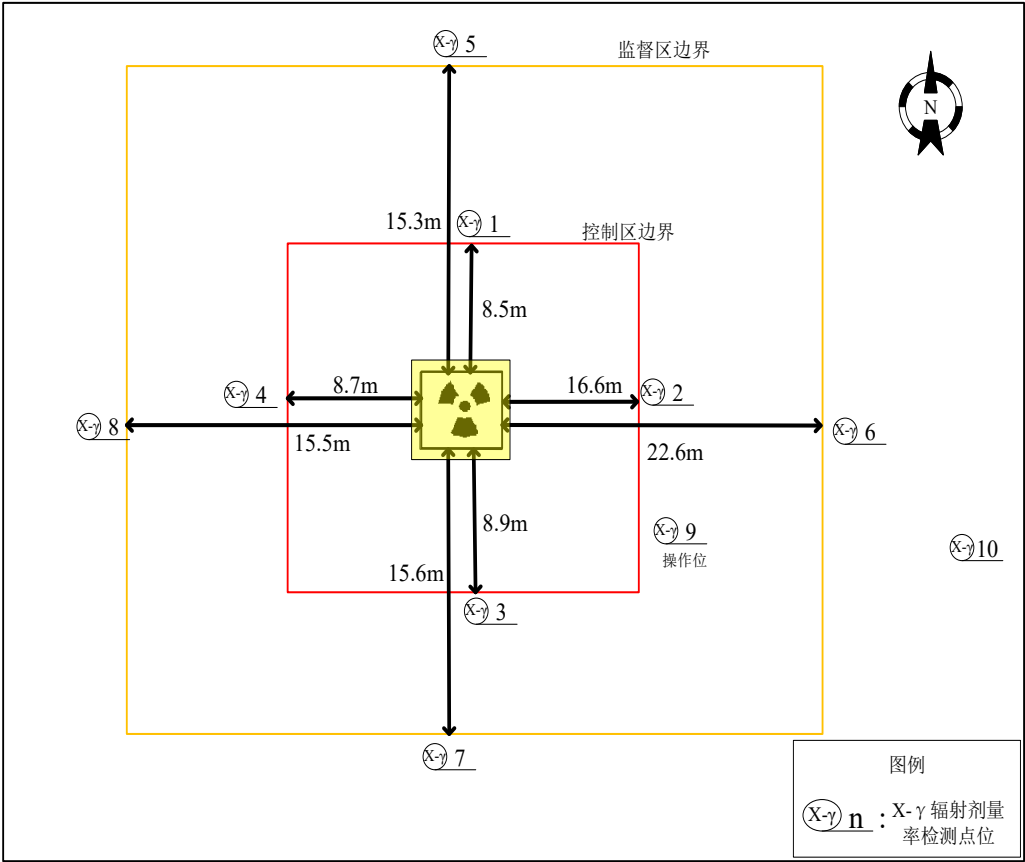 X-γ 5
监督区边界
N
15.3m
X-γ 1
控制区边界
8.5m
X-γ 4
8.7m
16.6m
X-γ 2
X-γ 8
15.5m
22.6m
X-γ 6
8.9m
X-γ 9
操作位
X-γ 10
15.6m
X-γ 3
X-γ 7
图例
X-γ n : X-γ辐射剂量
率检测点位